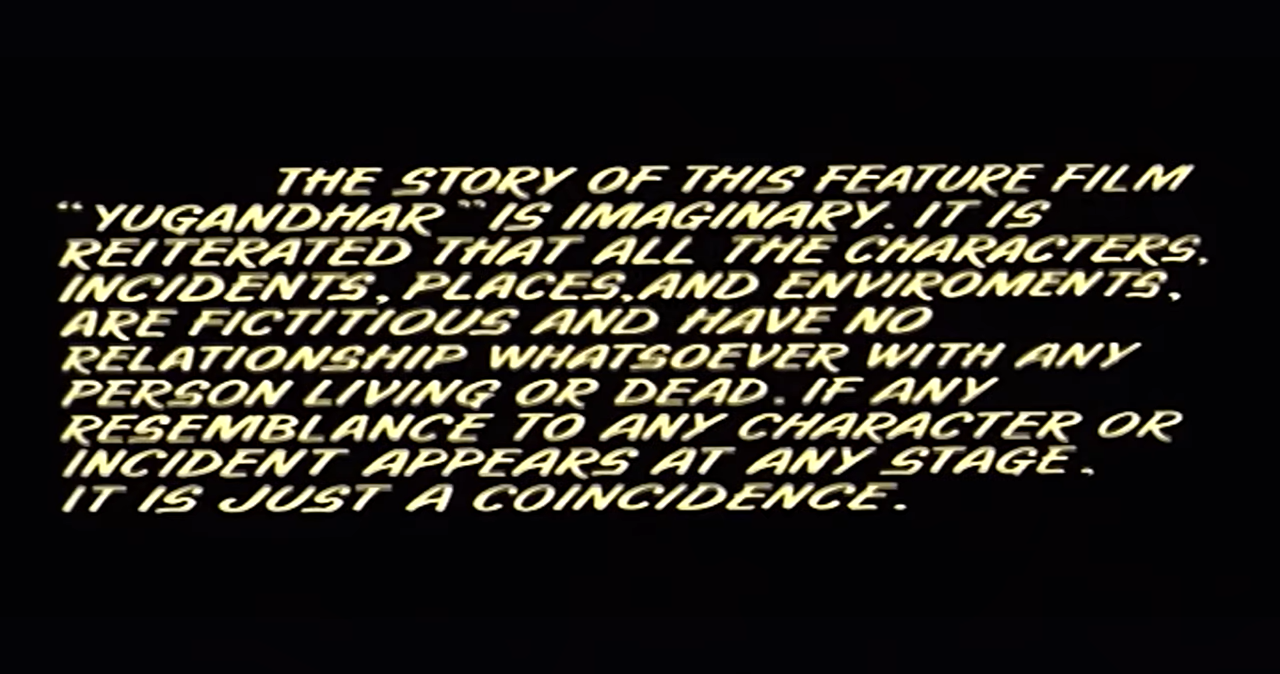 THE STORY OF THIS FEATURE FILM
“YUGANDHAR” IS IMAGINARY. IT IS
REITERATED THAT ALL THE CHARACTERS,
INCIDENTS, PLACES,AND ENVIROMENTS,
ARE FICTITIOUS AND HAVE NO
RELATIONSHIP WHATSOEVER WITH ANY
PERSON LIVING OR DEAD. IF ANY
RESEMBLANCE TO ANY CHARACTER OR
INCIDENT APPEARS AT ANY STAGE,
IT IS JUST A COINCIDENCE.